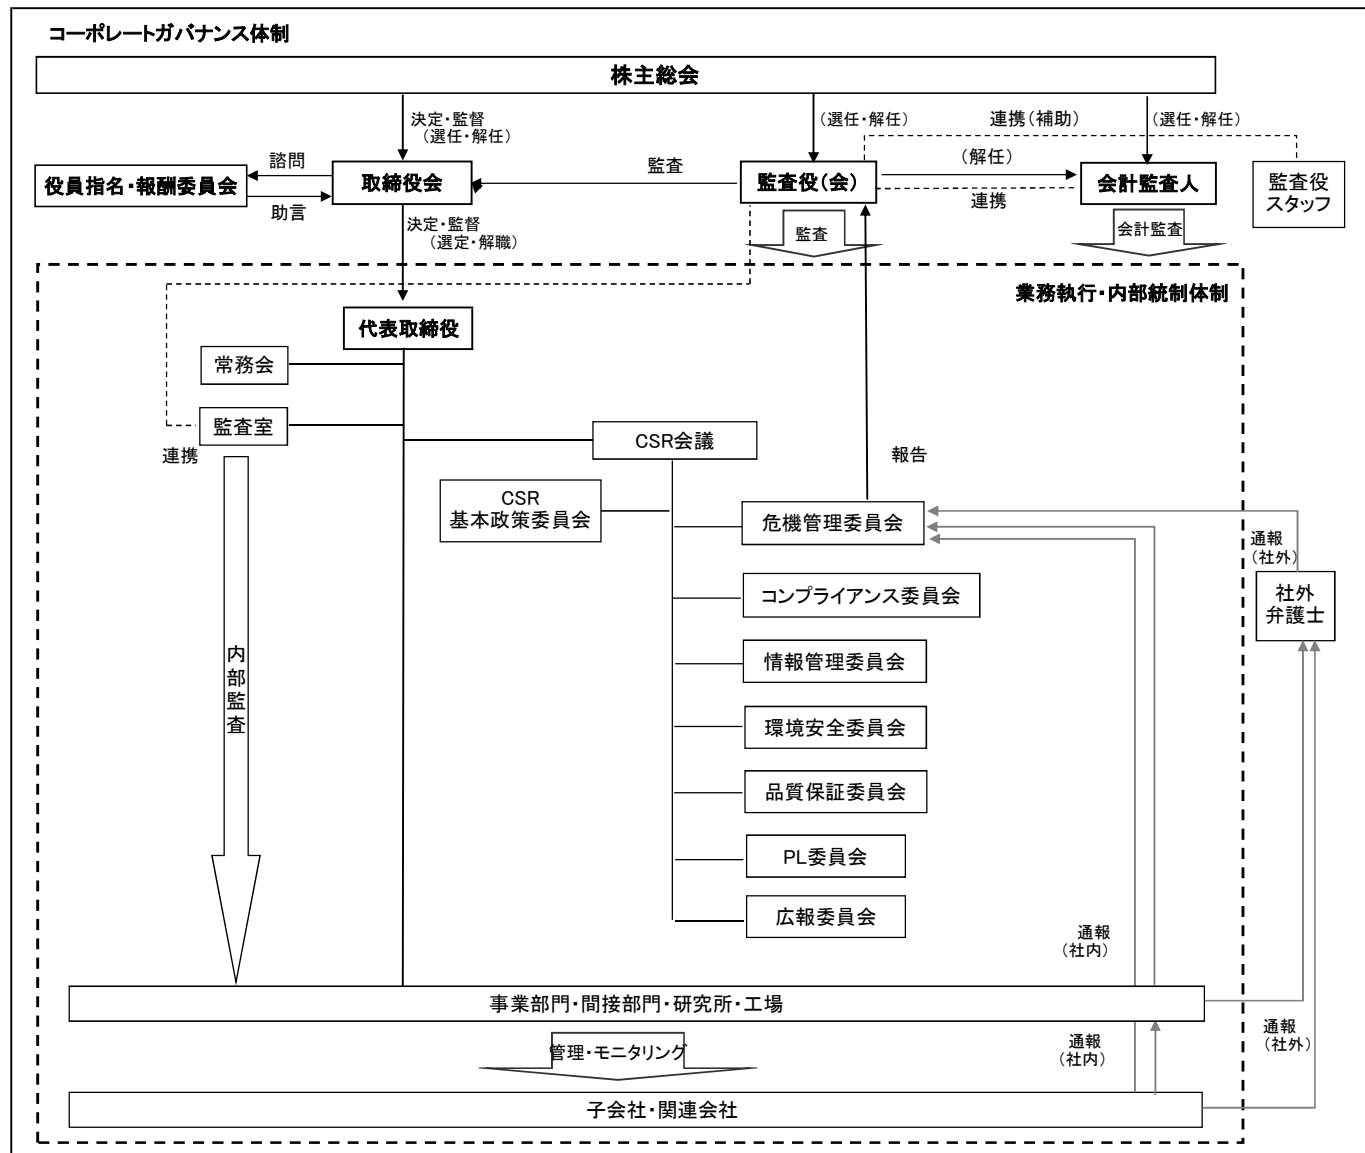 コーポレートガバナンス体制
株主総会
決定・監督
（選任・解任）
（選任・解任）
連携（補助）
（選任・解任）
諮問
役員指名・報酬委員会
助言
取締役会
監査
監査役（会）
（解任）
連携
会計監査人
監査役
スタッフ
決定・監督
（選定・解職）
監査
会計監査
業務執行・内部統制体制
代表取締役
常務会
監査室
連携
CSR会議
報告
CSR
基本政策委員会
危機管理委員会
通報
（社外）
コンプライアンス委員会
社外
弁護士
情報管理委員会
内
部
監
査
環境安全委員会
品質保証委員会
PL委員会
広報委員会
通報
（社内）
事業部門・間接部門・研究所・工場
管理・モニタリング
通報
（社内）
通報
（社外）
子会社・関連会社